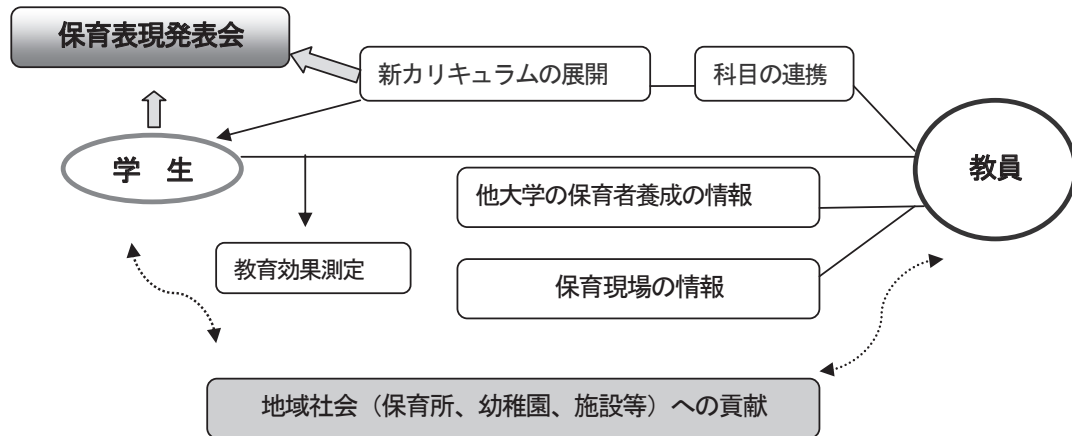 保育表現発表会
新カリキュラムの展開
科目の連携
学 生
教員
他大学の保育者養成の情報
教育効果測定
保育現場の情報
地域社会（保育所、幼稚園、施設等）への貢献